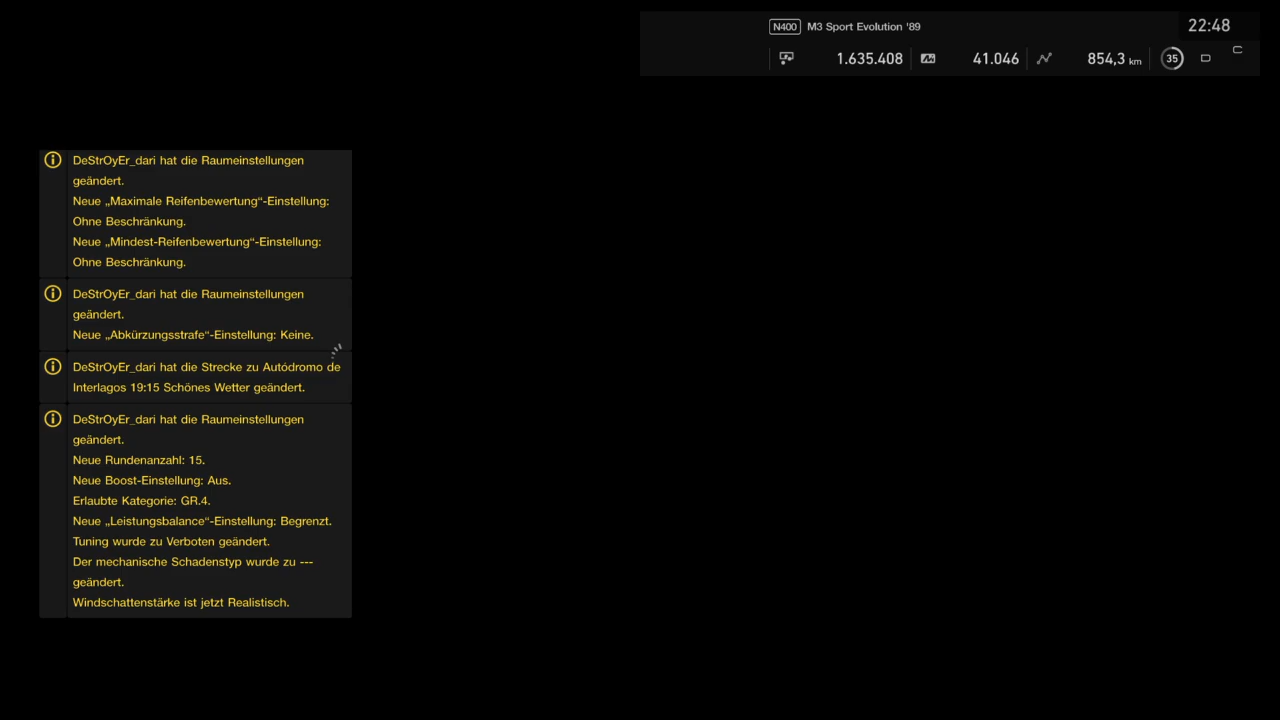 N400 M3 Sport Evolution '89
22:48
1.635.408 41.046 854,3 km 35
DeStrOyEr_dari hat die Raumeinstellungen
geändert.
Neue „Maximale Reifenbewertung“-Einstellung:
Ohne Beschränkung.
Neue „Mindest-Reifenbewertung“-Einstellung:
Ohne Beschränkung.
DeStrOyEr_dari hat die Raumeinstellungen
geändert.
Neue „Abkürzungsstrafe“-Einstellung: Keine.
DeStrOyEr_dari hat die Strecke zu Autódromo de
Interlagos 19:15 Schönes Wetter geändert.
DeStrOyEr_dari hat die Raumeinstellungen
geändert.
Neue Rundenanzahl: 15.
Neue Boost-Einstellung: Aus.
Erlaubte Kategorie: GR.4.
Neue „Leistungsbalance“-Einstellung: Begrenzt.
Tuning wurde zu Verboten geändert.
Der mechanische Schadenstyp wurde zu ---
geändert.
Windschattenstärke ist jetzt Realistisch.